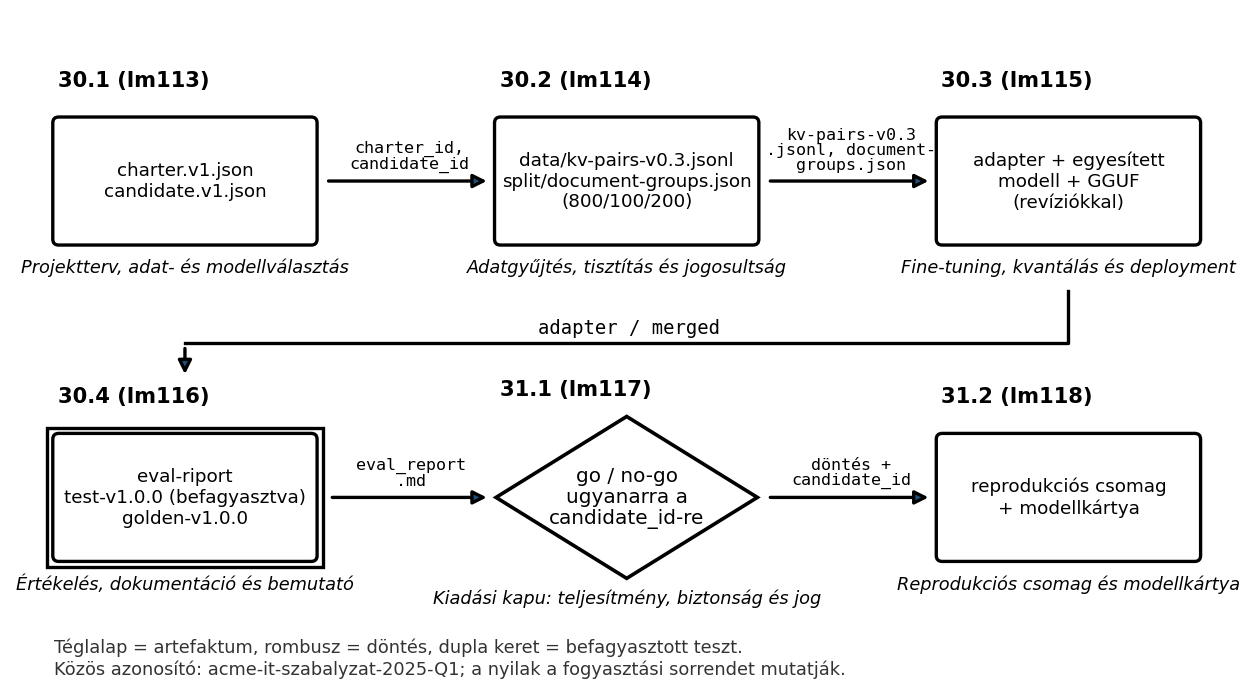 30.1 (lm113)
charter.v1.json
candidate.v1.json
Projektterv, adat- és modellválasztás
charter_id,
candidate_id
30.2 (lm114)
data/kv-pairs-v0.3.jsonl
split/document-groups.json
(800/100/200)
Adatgyűjtés, tisztítás és jogosultság
kv-pairs-v0.3
.jsonl, document-
groups.json
30.3 (lm115)
adapter + egyesített
modell + GGUF
(revíziókkal)
Fine-tuning, kvantálás és deployment
adapter / merged
30.4 (lm116)
eval-riport
test-v1.0.0 (befagyasztva)
golden-v1.0.0
Értékelés, dokumentáció és bemutató
eval_report
.md
31.1 (lm117)
go / no-go
ugyanarra a
candidate_id-re
Kiadási kapu: teljesítmény, biztonság és jog
döntés +
candidate_id
31.2 (lm118)
reprodukciós csomag
+ modellkártya
Reprodukciós csomag és modellkártya
Téglalap = artefaktum, rombusz = döntés, dupla keret = befagyasztott teszt.
Közös azonosító: acme-it-szabalyzat-2025-Q1; a nyilak a fogyasztási sorrendet mutatják.